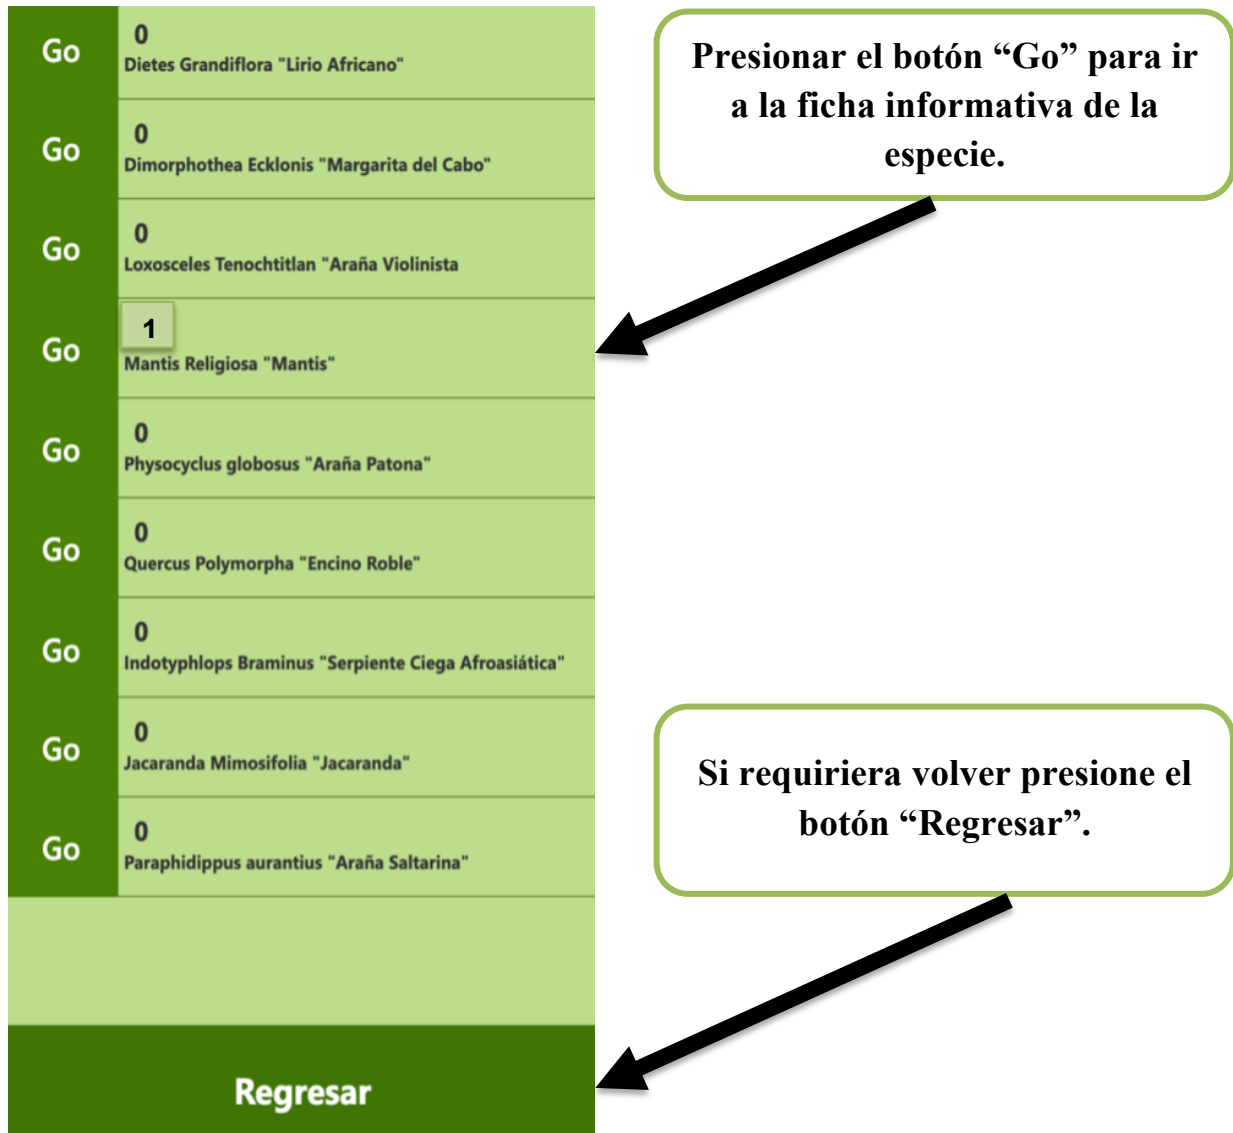 Go
0
Dietes Grandiflora "Lirio Africano"
Go
0
Dimorphothea Ecklonis "Margarita del Cabo"
Go
0
Loxosceles Tenochtitlan "Araña Violinista
Go
1
Mantis Religiosa "Mantis"
Go
0
Physocyclus globosus "Araña Patona"
Go
0
Quercus Polymorpha "Encino Roble"
Go
0
Indotyphlops Braminus "Serpiente Ciega Afroasiática"
Go
0
Jacaranda Mimosifolia "Jacaranda"
Go
0
Paraphidippus aurantius "Araña Saltarina"
Regresar
Presionar el botón “Go” para ir
a la ficha informativa de la
especie.
Si requiriera volver presione el
botón “Regresar”.